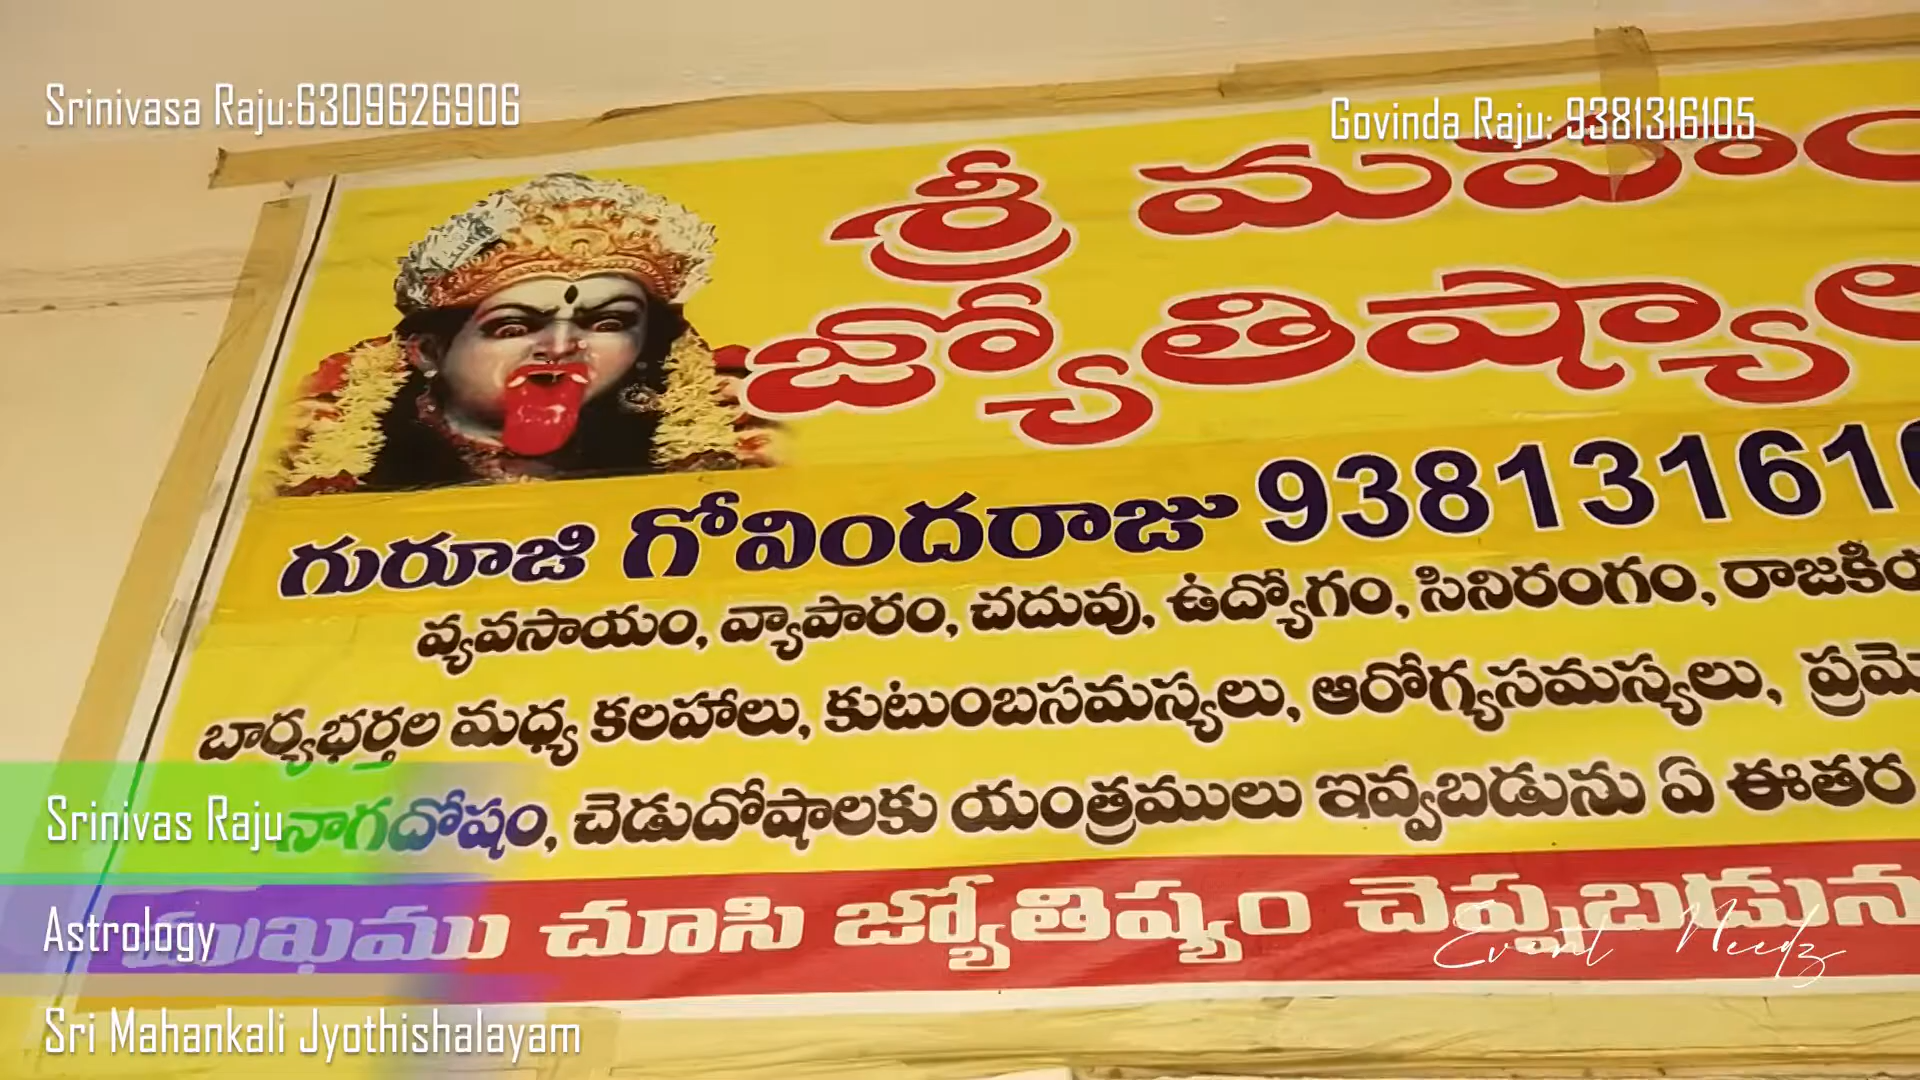 Srinivasa Raju:6309626906
Govinda Raju: 9381316105
శ్రీ
జ్యోతిష్యాల
గురూజి గోవిందరాజు 93813161
వ్యవసాయం, వ్యాపారం, చదువు, ఉద్యోగం, సినిరంగం, రాజకీయ
బార్యభర్తల మధ్య కలహాలు, కుటుంబసమస్యలు, ఆరోగ్యసమస్యలు,
Srinivas Raju
నాగదోషం, చెడుదోషాలకు యంత్రములు ఇవ్వబడును ఏ ఈతర
Astrology
ముఖము చూసి జ్యోతిష్యం చెప్పబడును
Event Needz
Sri Mahankali Jyothishalayam